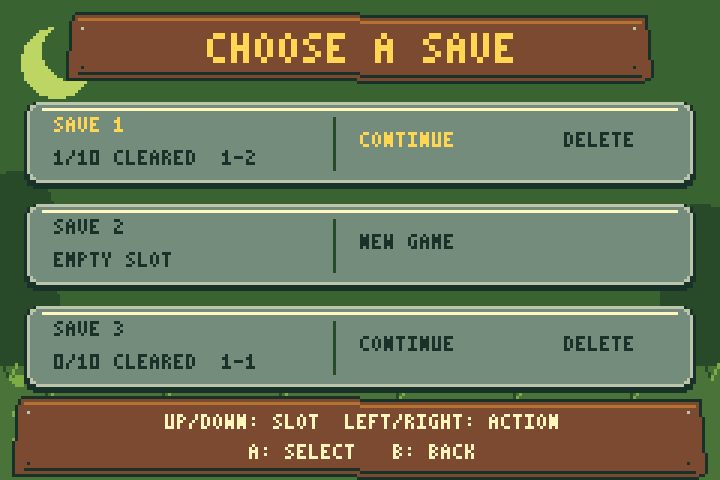 CHOOSE A SAVE
SAVE 1
1/10 CLEARED 1-2
CONTINUE
DELETE
SAVE 2
EMPTY SLOT
NEW GAME
SAVE 3
0/10 CLEARED 1-1
CONTINUE
DELETE
UP/DOWN: SLOT LEFT/RIGHT: ACTION
A: SELECT B: BACK